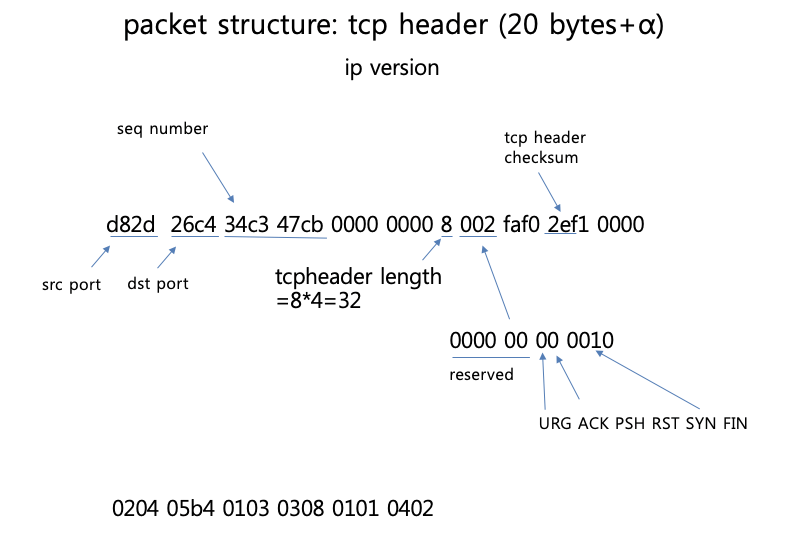 packet structure: tcp header (20 bytes+α)
ip version
seq number
tcp header
checksum
d82d 26c4 34c3 47cb 0000 0000 8 002 faf0 2ef1 0000
src port
dst port
tcpheader length
=8*4=32
0000 00 00 0010
reserved
URG ACK PSH RST SYN FIN
0204 05b4 0103 0308 0101 0402